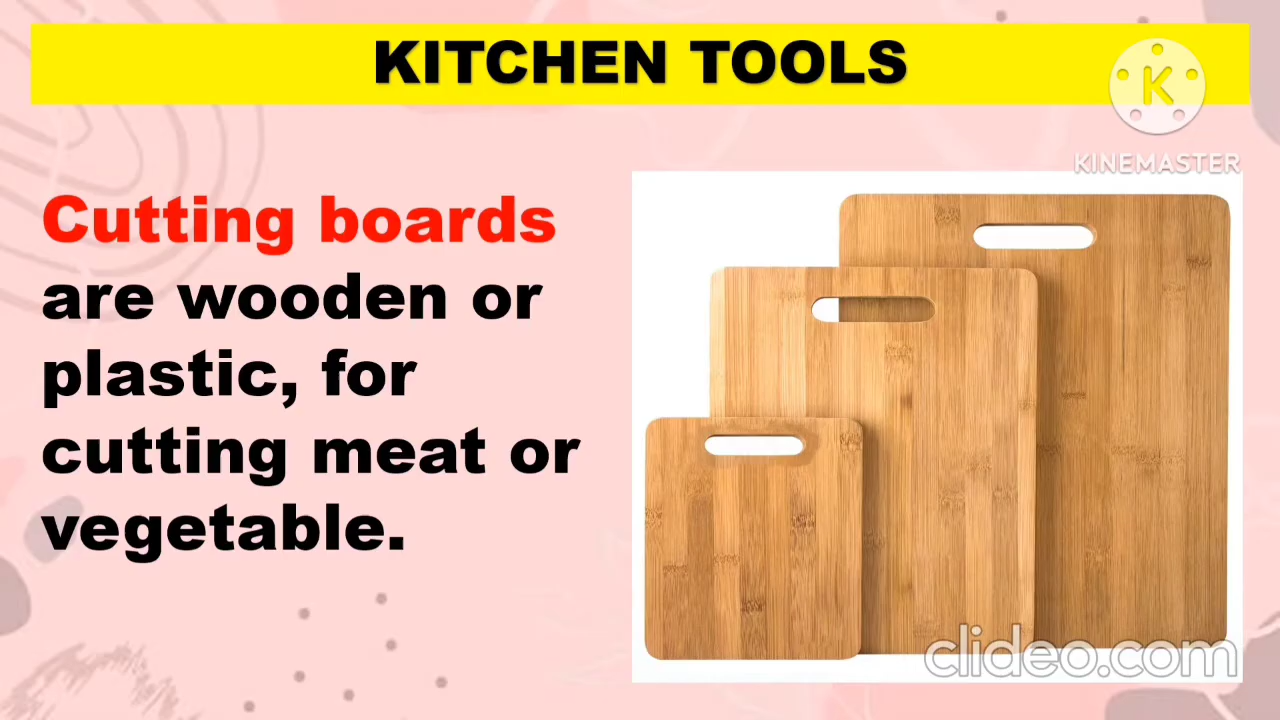 KITCHEN TOOLS
K
KINEMASTER
Cutting boards
are wooden or
plastic, for
cutting meat or
vegetable.
clideo.com